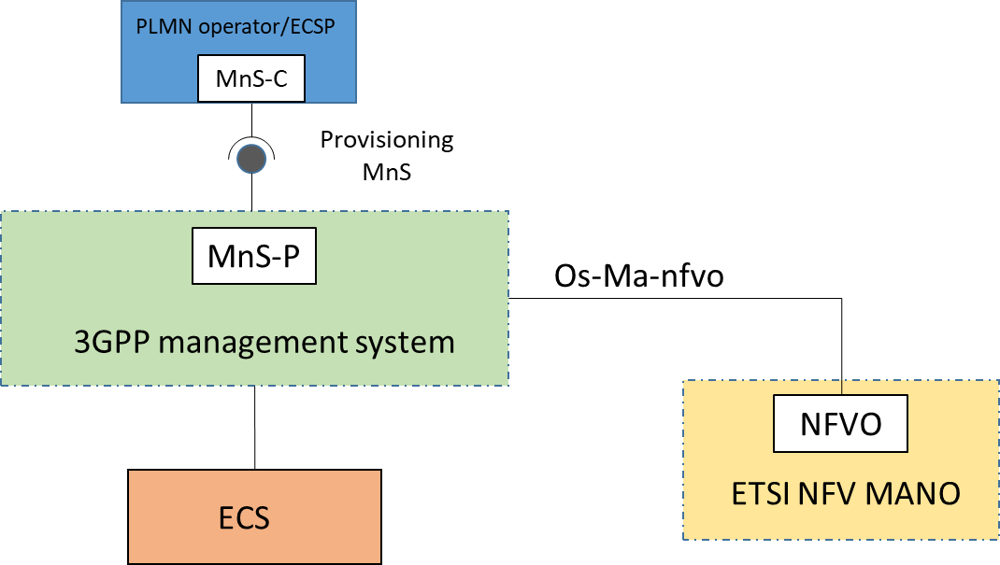 PLMN operator/ECSP
MnS-C
Provisioning
MnS
MnS-P
3GPP management system
Os-Ma-nfvo
NFVO
ETSI NFV MANO
ECS